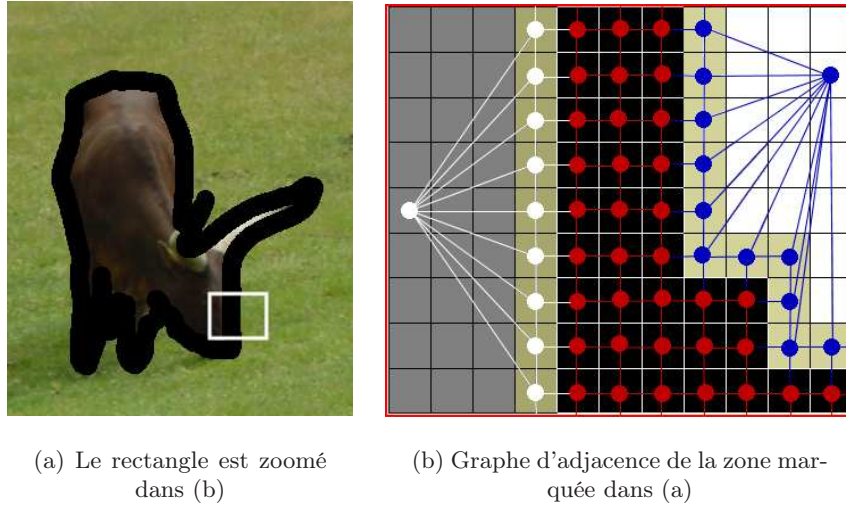 (a) Le rectangle est zoomé
dans (b)
(b) Graphe d'adjacence de la zone mar-
quée dans (a)